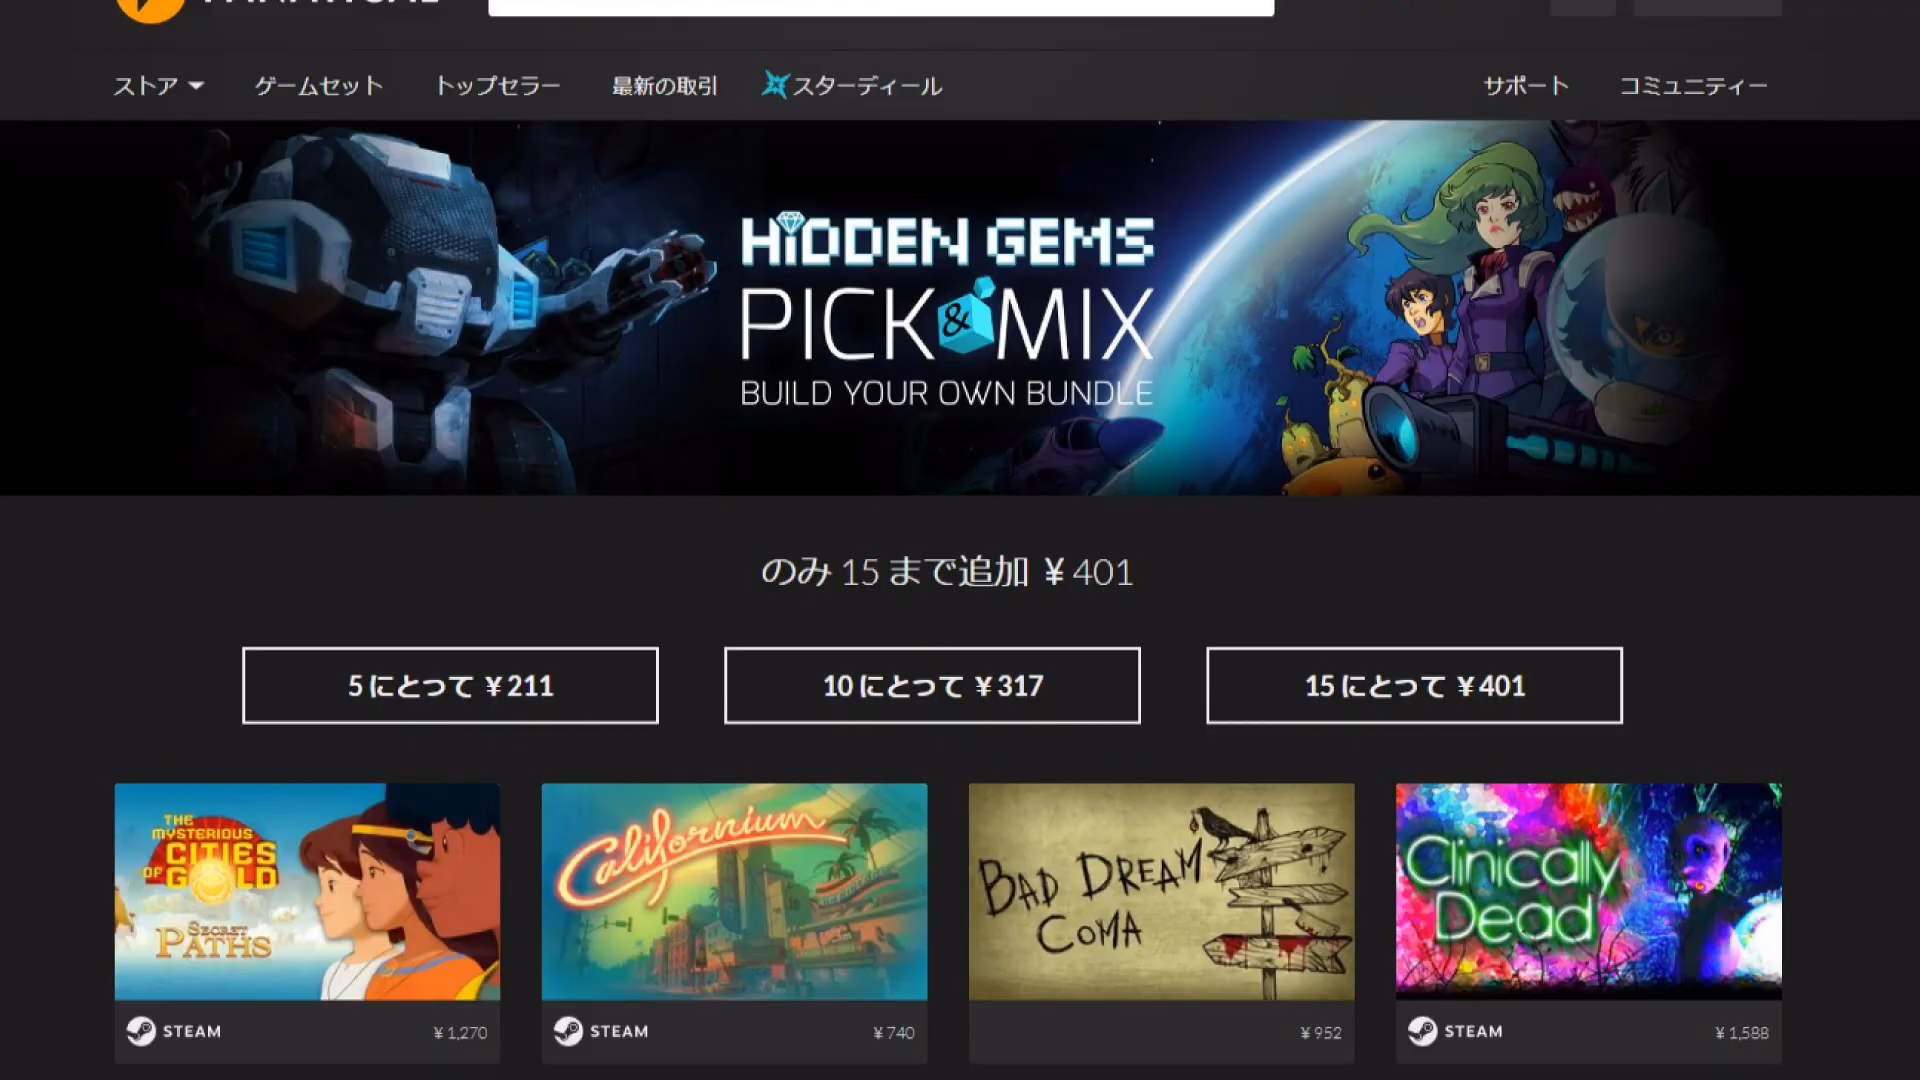 ストア
ゲームセット
トップセラー
最新の取引
スターディール
サポート
コミュニティー
HIDDEN GEMS
PICK & MIX
BUILD YOUR OWN BUNDLE
のみ 15 まで追加 ¥401
5 にとって ¥211
10 にとって ¥317
15 にとって ¥401
THE
MYSTERIOUS
CITIES
OF GOLD
SECRET
PATHS
Californium
BAD DREAM
COMA
Clinically
Dead
STEAM
¥1,270
STEAM
¥740
¥952
STEAM
¥1,588